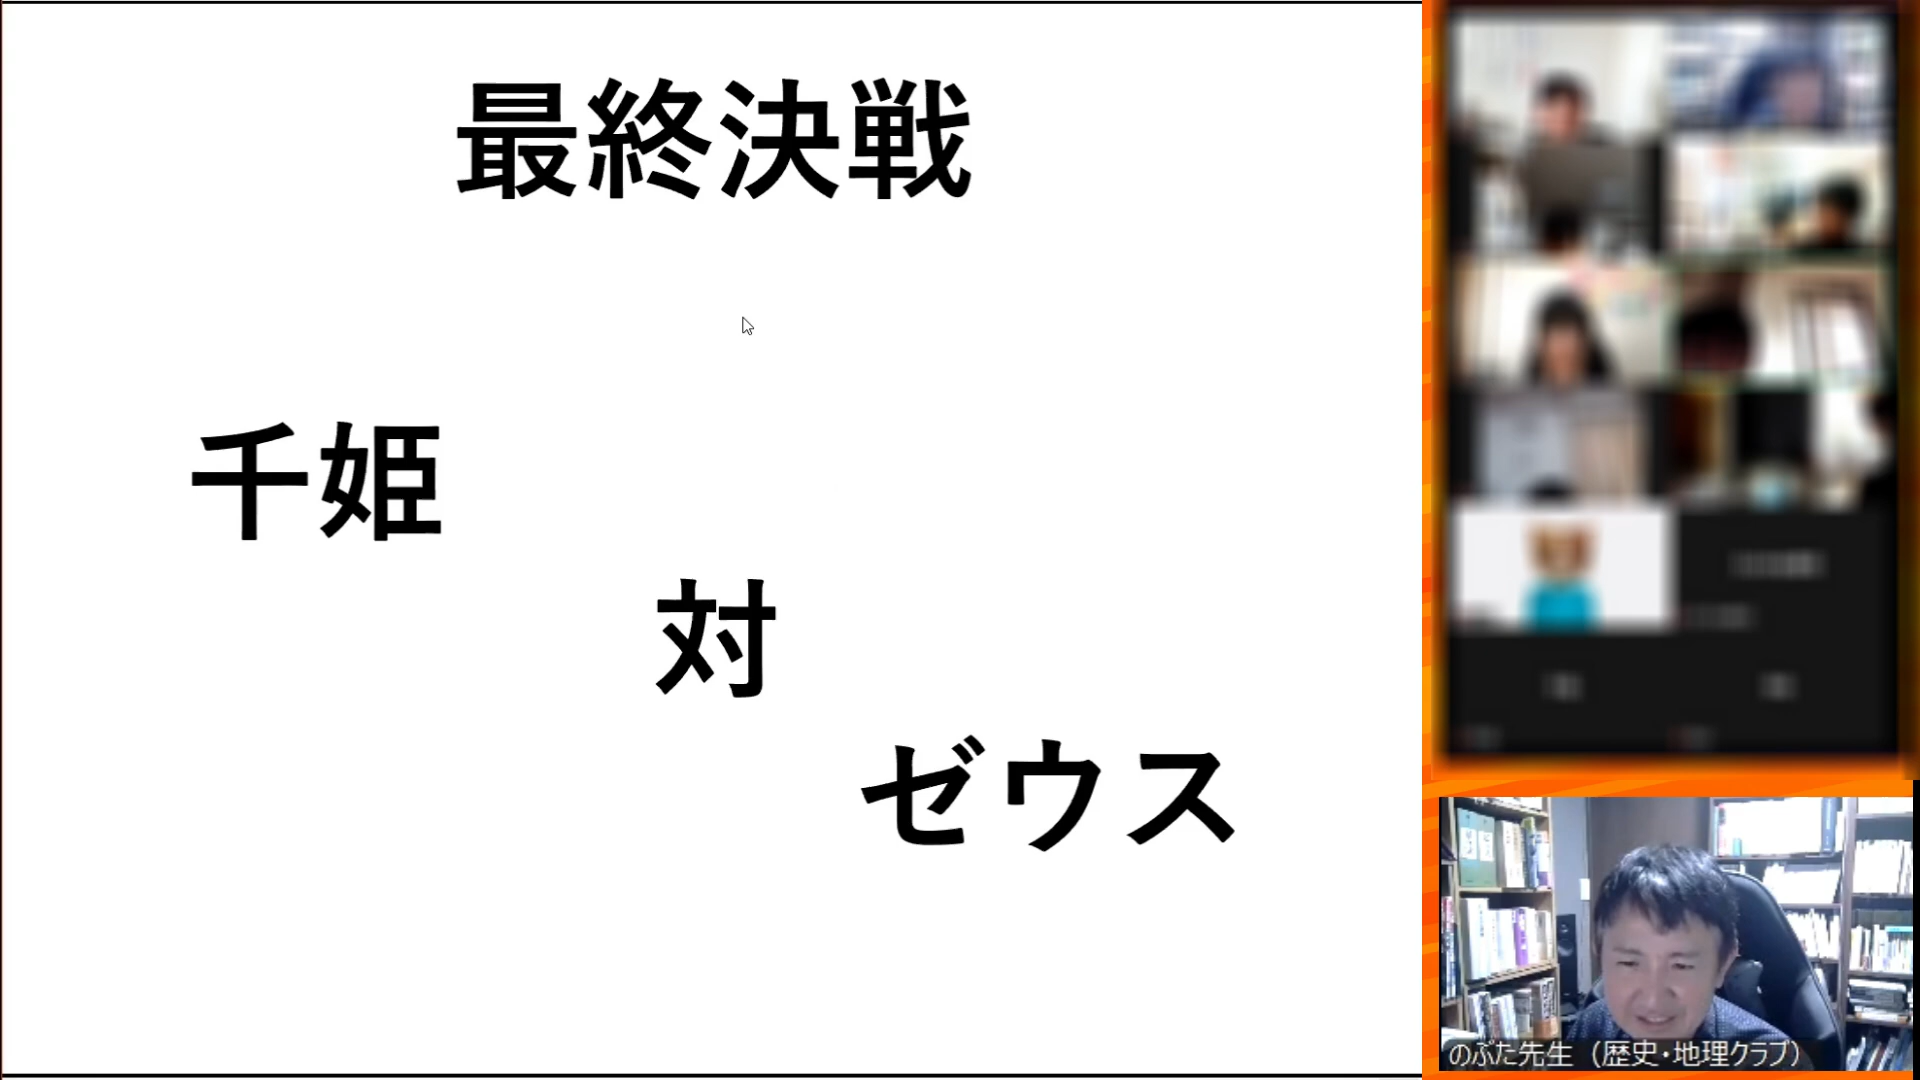 最終決戦
千姫
対
ゼウス
のぶた先生（歴史・地理クラブ）